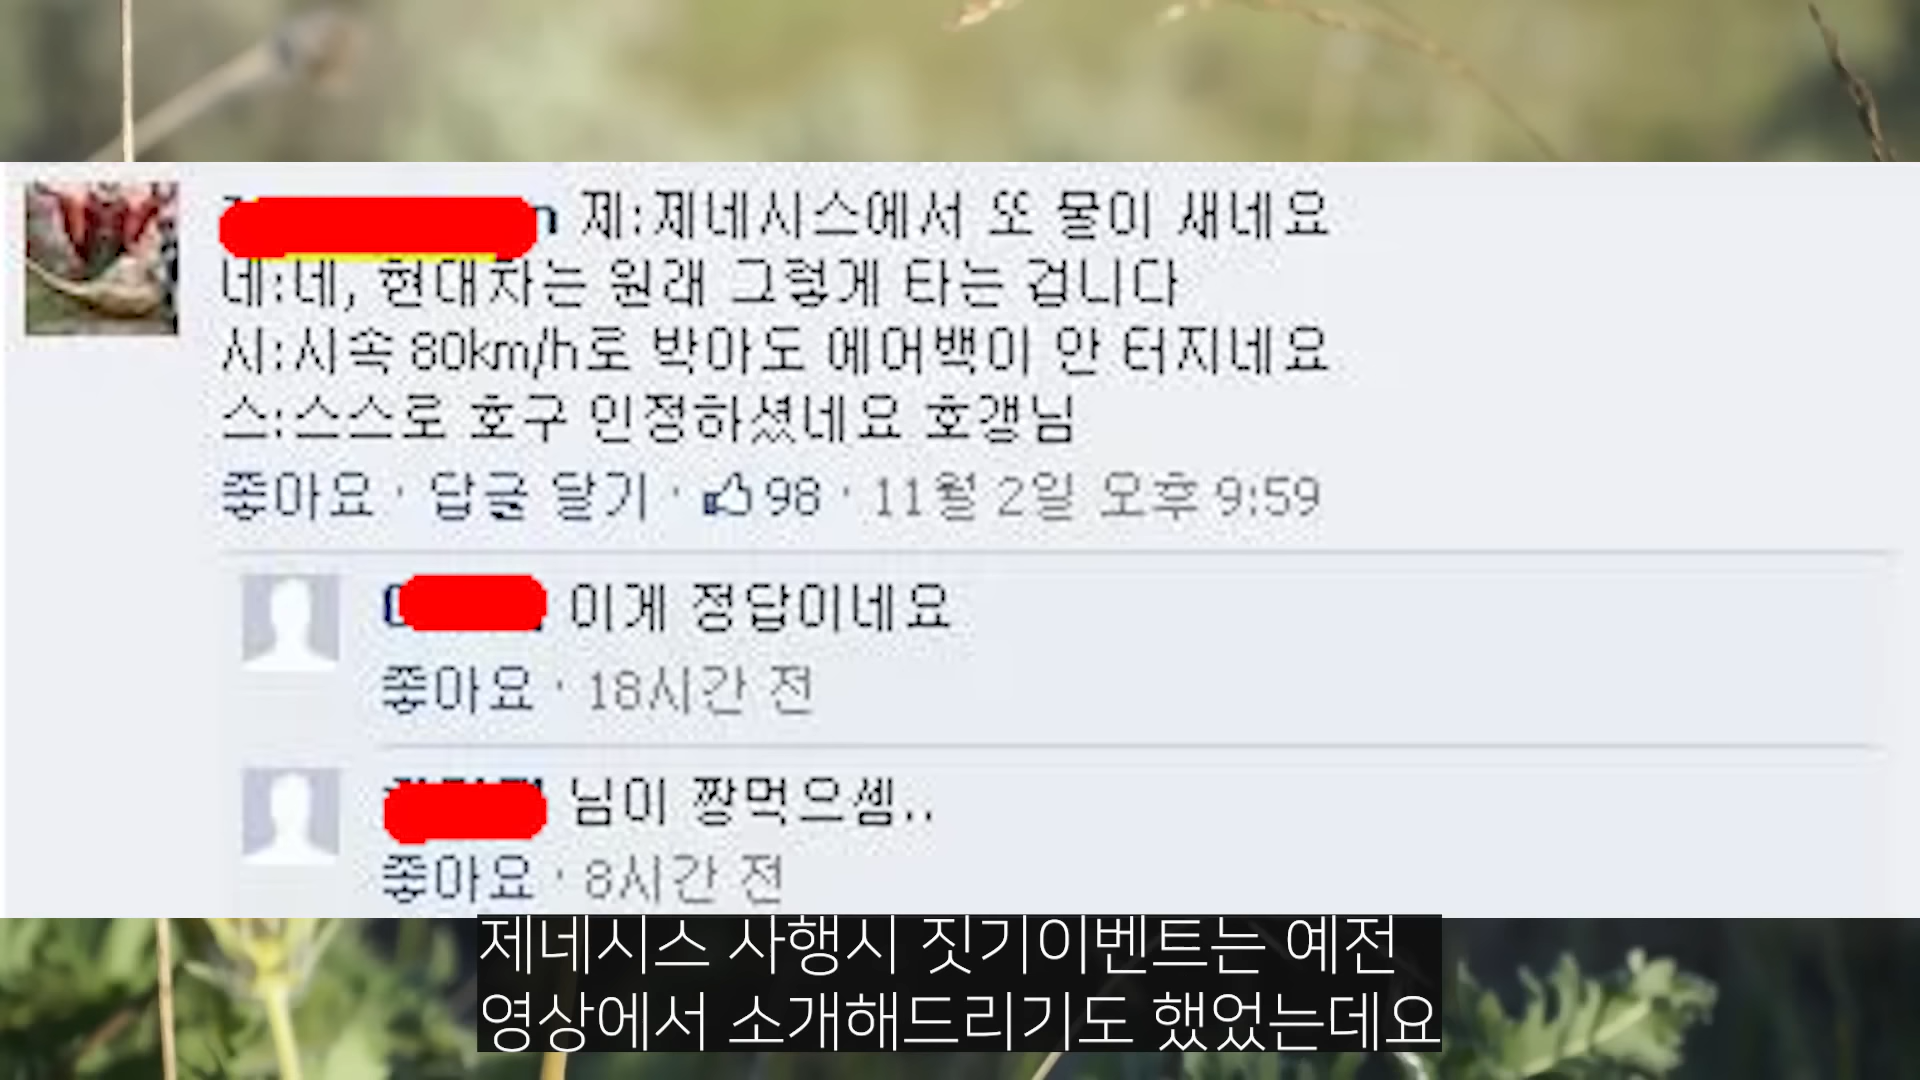 제:제네시스에서 또 물이 새네요
네:네, 현대차는 원래 그렇게 타는 겁니다
시:시속 80km/h로 박아도 에어백이 안 터지네요
스:스스로 호구 인정하셨네요 호갱님
좋아요 · 답글 달기 · 98 · 11월 2일 오후 9:59
이게 정답이네요
좋아요 · 18시간 전
님이 짱먹으셈..
좋아요 · 8시간 전
제네시스 사행시 짓기이벤트는 예전
영상에서 소개해드리기도 했었는데요